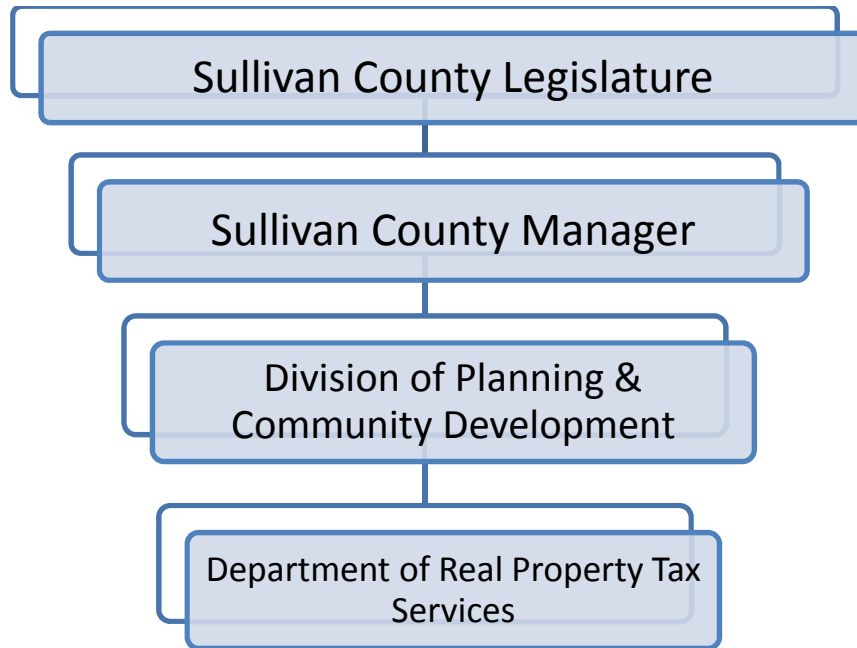 Sullivan County Legislature
Sullivan County Manager
Division of Planning &
Community Development
Department of Real Property Tax
Services